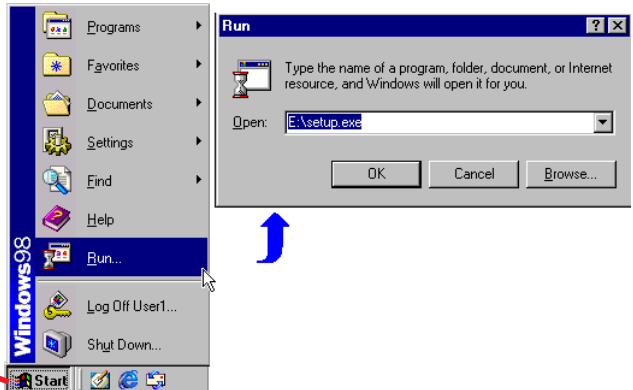 Programs
Favorites
Documents
Settings
Find
Help
Run...
Log Off User1...
Shut Down...
Windows98
Start
Run
Type the name of a program, folder, document, or Internet
resource, and Windows will open it for you.
Open: E:\setup.exe
OK Cancel Browse...